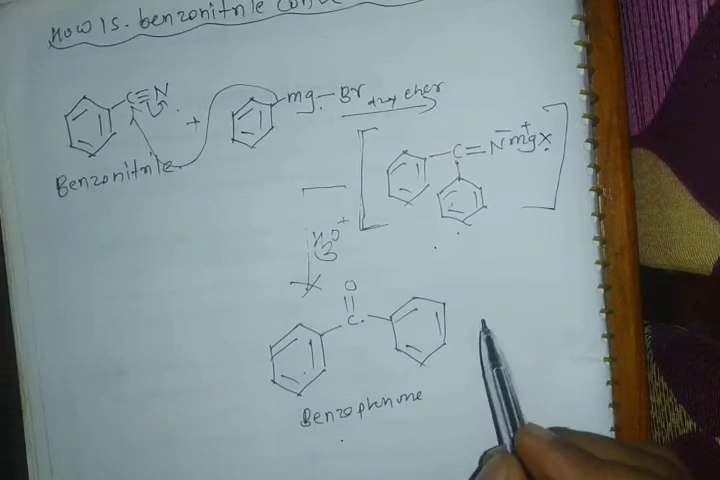 How is. benzonitrile
C≡N
+
mg-Br dry ether
C=N mg+x
Benzonitrile
H3O+
O
C
Benzophenone